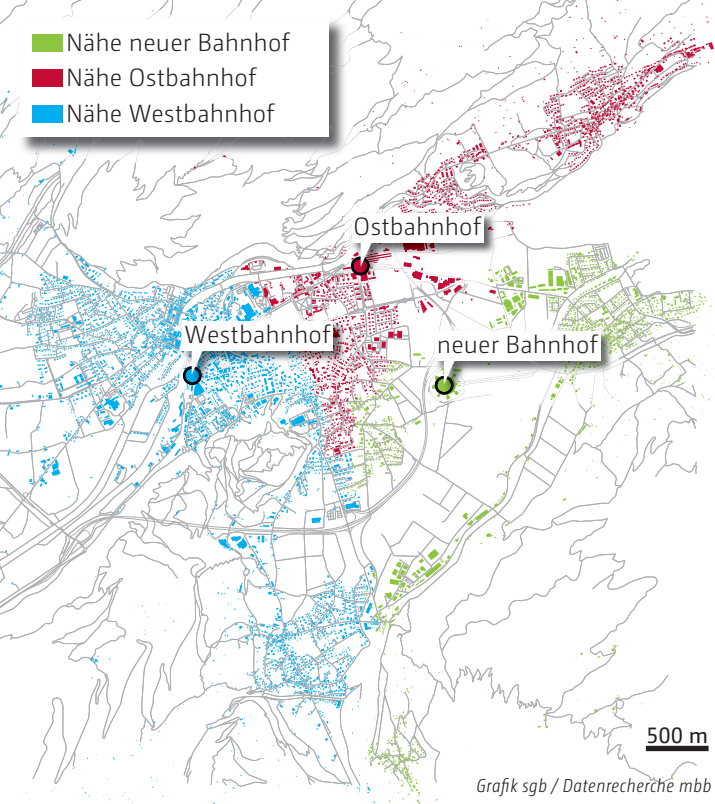 Nähe neuer Bahnhof
Nähe Ostbahnhof
Nähe Westbahnhof
Ostbahnhof
Westbahnhof
neuer Bahnhof
500 m
Grafik sgb / Datenrecherche mbb